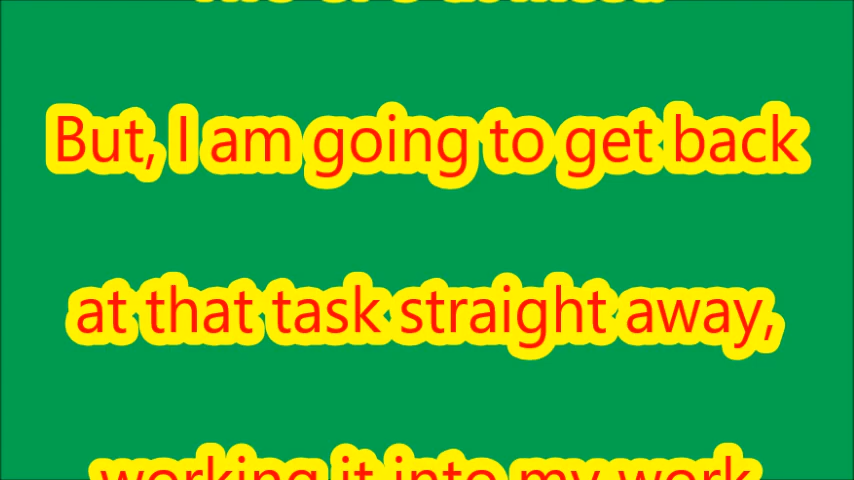 But, I am going to get back
at that task straight away,
working it into my work